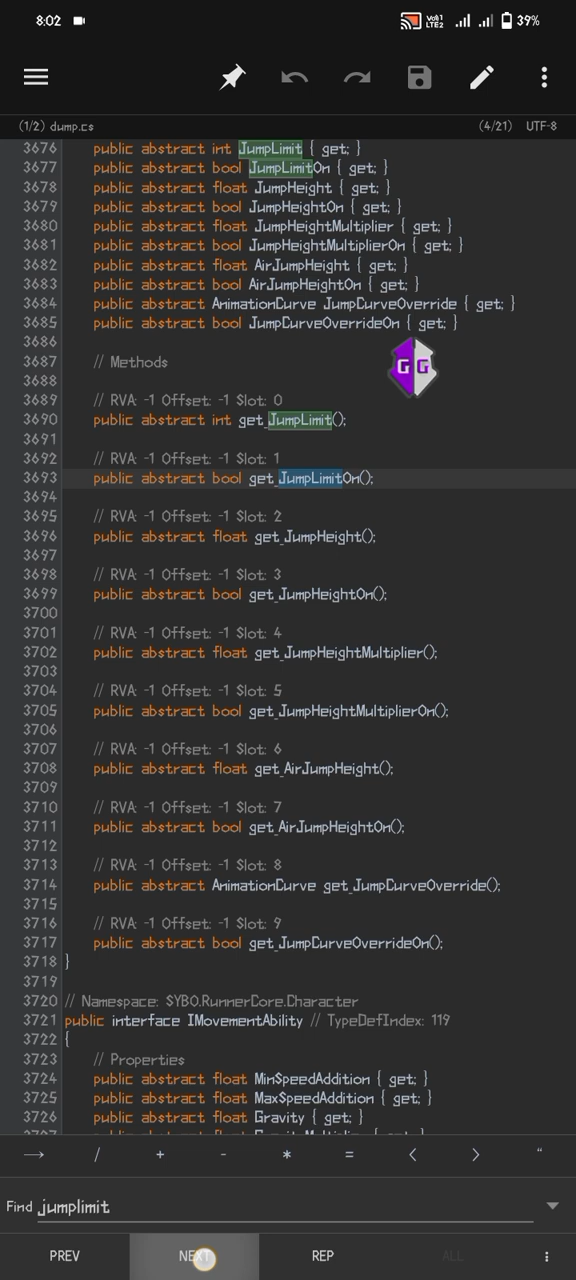 8:02 Vo1) LTE2 39%
(1/2) dump.cs (4/21) UTF-8
3676 public abstract int JumpLimit { get; }
3677 public abstract bool JumpLimitOn { get; }
3678 public abstract float JumpHeight { get; }
3679 public abstract bool JumpHeightOn { get; }
3680 public abstract float JumpHeightMultiplier { get; }
3681 public abstract bool JumpHeightMultiplierOn { get; }
3682 public abstract float AirJumpHeight { get; }
3683 public abstract bool AirJumpHeightOn { get; }
3684 public abstract AnimationCurve JumpCurveOverride { get; }
3685 public abstract bool JumpCurveOverrideOn { get; }
3686
3687 // Methods
3688
3689 // RVA: -1 Offset: -1 Slot: 0
3690 public abstract int get_JumpLimit();
3691
3692 // RVA: -1 Offset: -1 Slot: 1
3693 public abstract bool get_JumpLimitOn();
3694
3695 // RVA: -1 Offset: -1 Slot: 2
3696 public abstract float get_JumpHeight();
3697
3698 // RVA: -1 Offset: -1 Slot: 3
3699 public abstract bool get_JumpHeightOn();
3700
3701 // RVA: -1 Offset: -1 Slot: 4
3702 public abstract float get_JumpHeightMultiplier();
3703
3704 // RVA: -1 Offset: -1 Slot: 5
3705 public abstract bool get_JumpHeightMultiplierOn();
3706
3707 // RVA: -1 Offset: -1 Slot: 6
3708 public abstract float get_AirJumpHeight();
3709
3710 // RVA: -1 Offset: -1 Slot: 7
3711 public abstract bool get_AirJumpHeightOn();
3712
3713 // RVA: -1 Offset: -1 Slot: 8
3714 public abstract AnimationCurve get_JumpCurveOverride();
3715
3716 // RVA: -1 Offset: -1 Slot: 9
3717 public abstract bool get_JumpCurveOverrideOn();
3718 }
3719
3720 // Namespace: SYBO.RunnerCore.Character
3721 public interface IMovementAbility // TypeDefIndex: 119
3722 {
3723 // Properties
3724 public abstract float MinSpeedAddition { get; }
3725 public abstract float MaxSpeedAddition { get; }
3726 public abstract float Gravity { get; }
GG
→ / + - * = < > "
Find jumplimit
PREV NEXT REP ALL